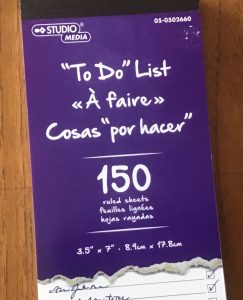 05-0502660
STUDIO®
MEDIA
"To Do" List
« À faire »
Cosas "por hacer"
150
ruled sheets
feuilles lignées
hojas rayadas
3.5" x 7" · 8.9cm x 17.8cm